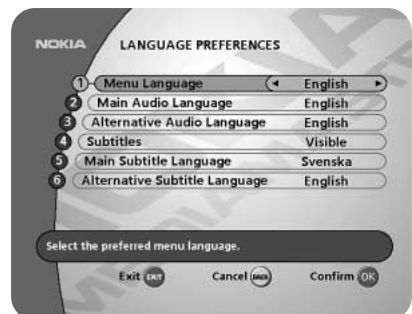 NOKIA
LANGUAGE PREFERENCES
1 Menu Language English
2 Main Audio Language English
3 Alternative Audio Language English
4 Subtitles Visible
5 Main Subtitle Language Svenska
6 Alternative Subtitle Language English
Select the preferred menu language.
Exit EXIT Cancel BACK Confirm OK